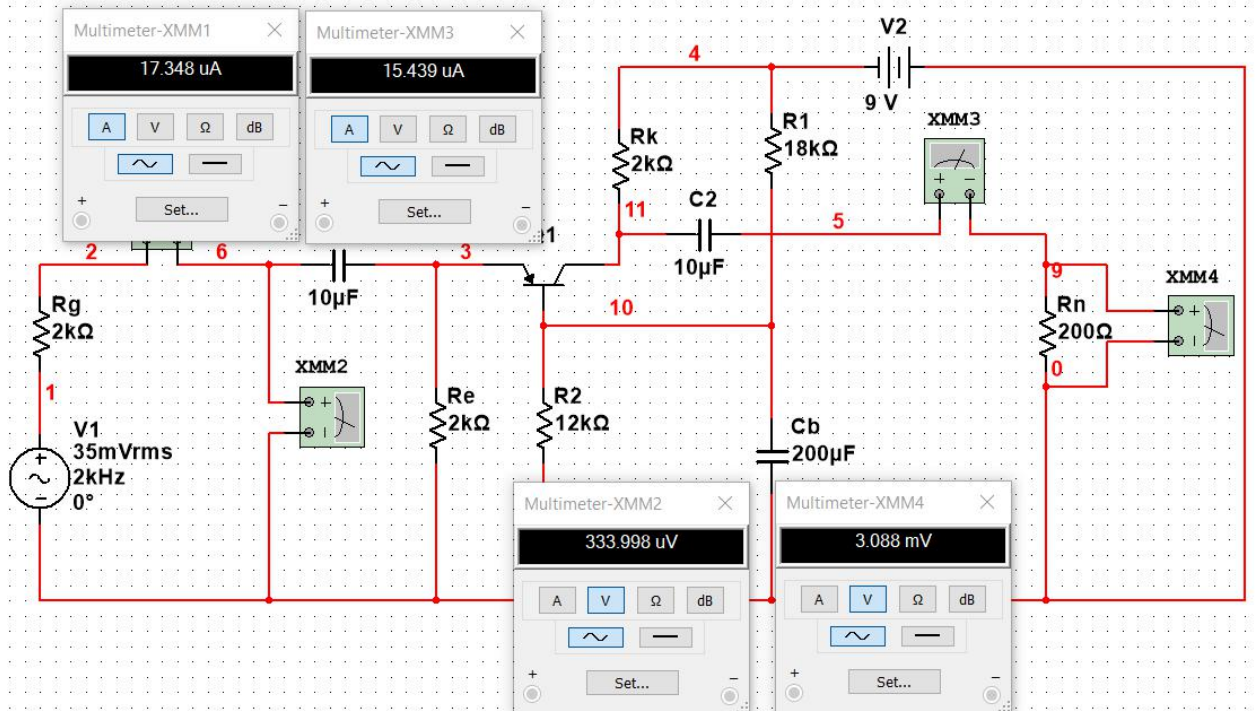 Multimeter-XMM1
17.348 uA
A V Ω dB
Set...
+ −
Multimeter-XMM3
15.439 uA
A V Ω dB
Set...
+ −
4
V2
9 V
Rk
2kΩ
R1
18kΩ
XMM3
+ −
11
C2
10µF
5
2
6
10µF
3
10
9
XMM4
+
Rn
200Ω
0
Rg
2kΩ
1
XMM2
+
V1
35mVrms
2kHz
0°
Re
2kΩ
R2
12kΩ
Cb
200µF
Multimeter-XMM2
333.998 uV
A V Ω dB
Set...
+ −
Multimeter-XMM4
3.088 mV
A V Ω dB
Set...
+ −